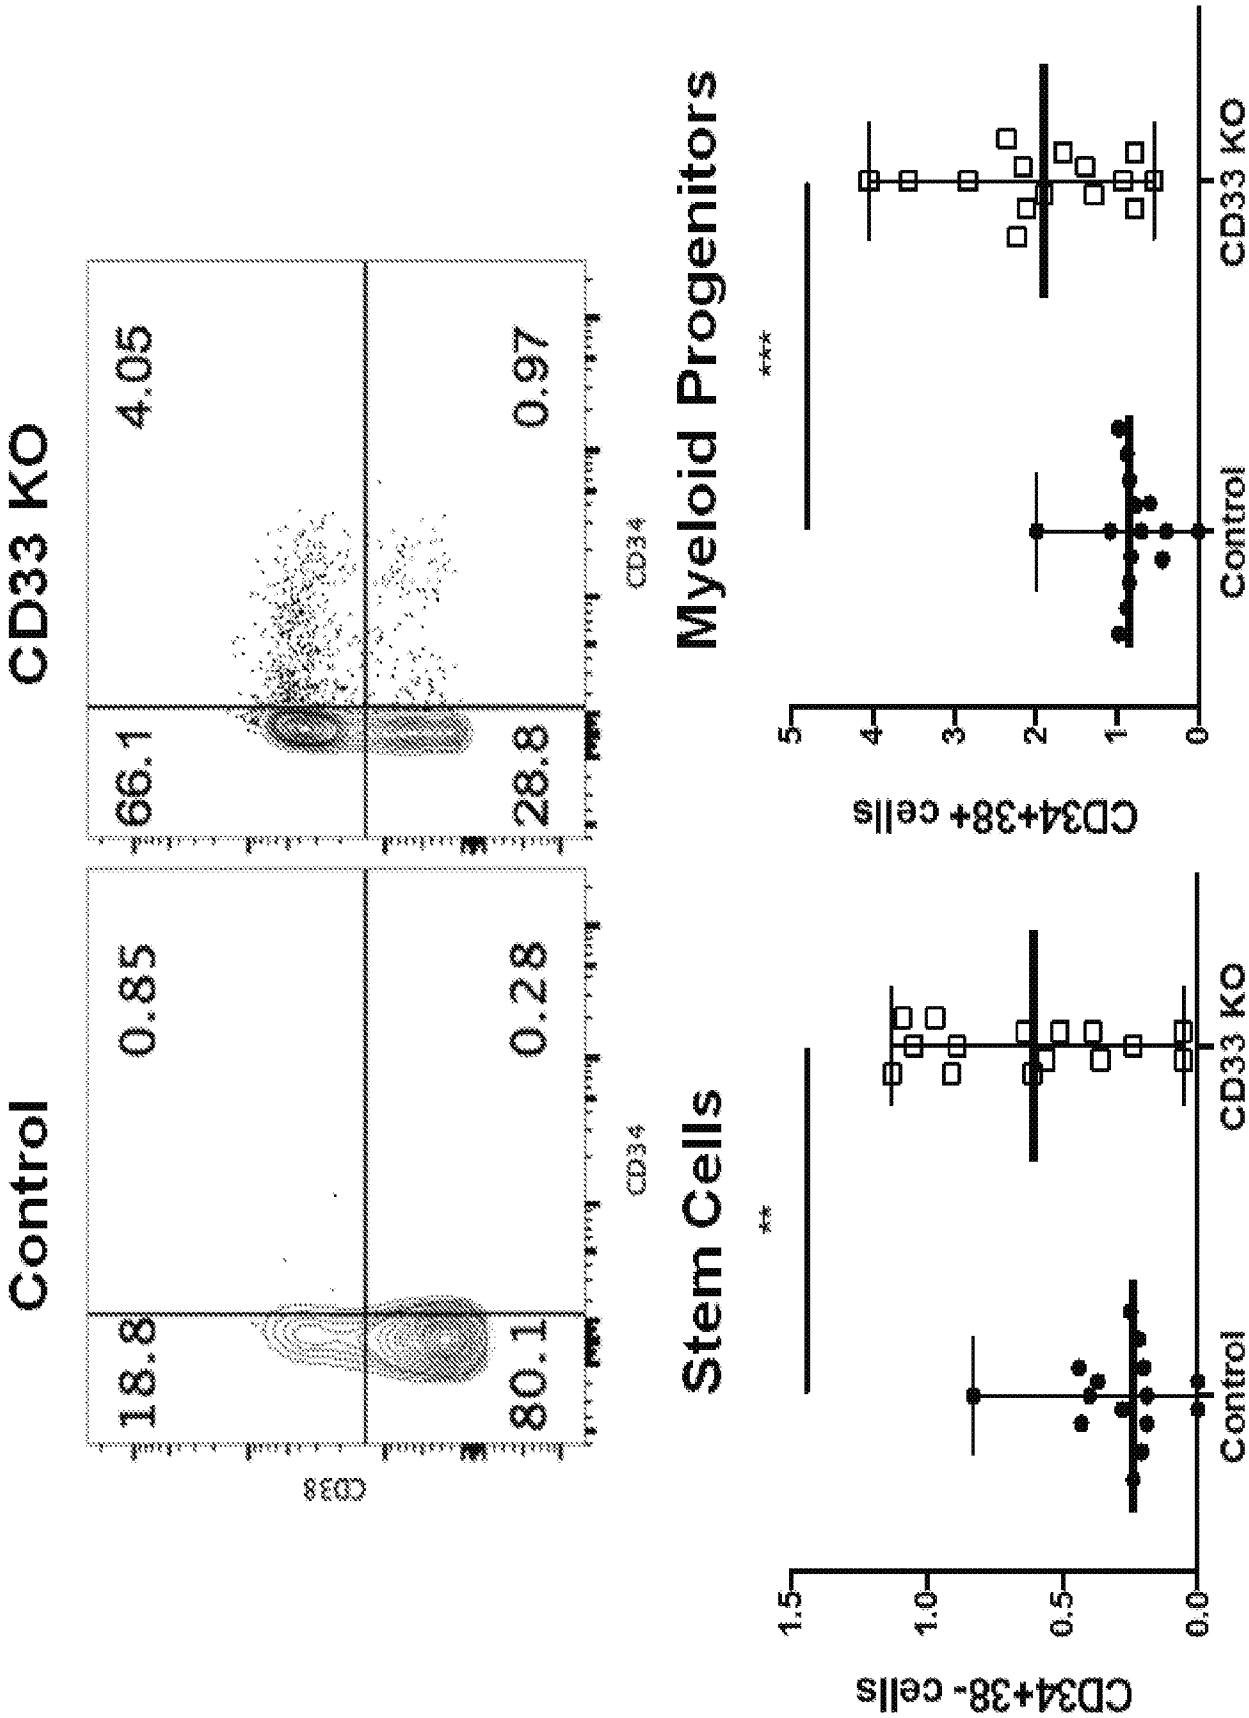 Control
CD33 KO
18.8
0.85
66.1
4.05
CD38
80.1
0.28
28.8
0.97
CD34
CD34
Stem Cells
Myeloid Progenitors
**
***
CD34+38- cells
1.5
1.0
0.5
0.0
Control
CD33 KO
CD34+38+ cells
5
4
3
2
1
0
Control
CD33 KO